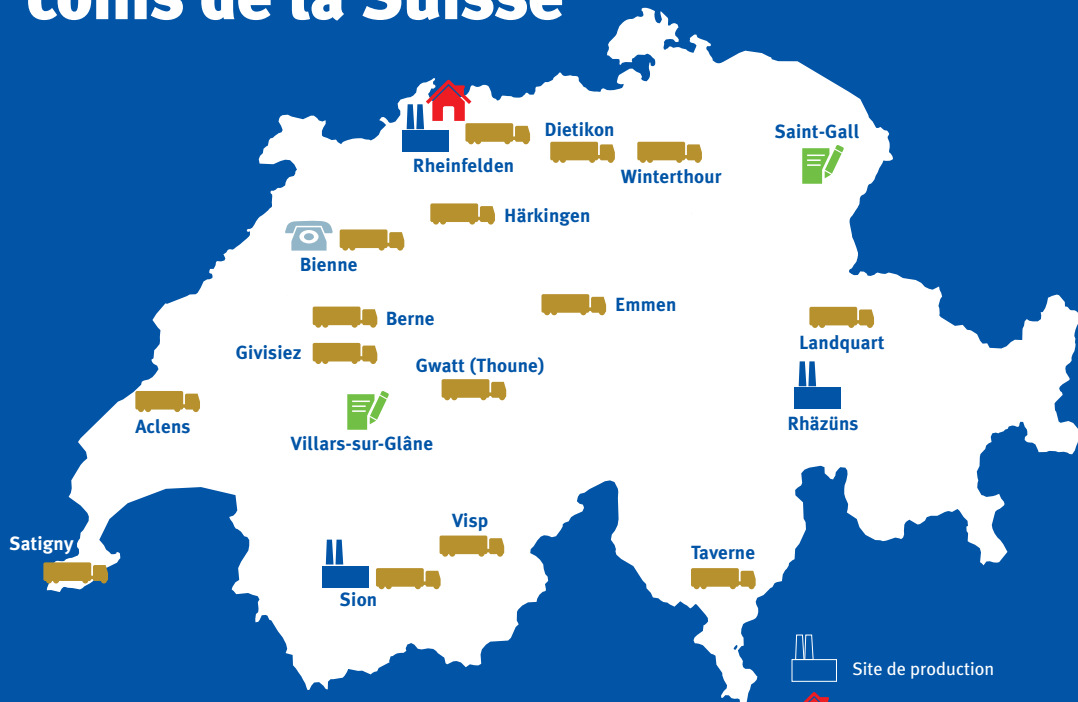 coins de la Suisse
Dietikon
Saint-Gall
Rheinfelden
Winterthour
Härkingen
Bienne
Emmen
Berne
Landquart
Givisiez
Gwatt (Thoune)
Rhäzüns
Aclens
Villars-sur-Glâne
Visp
Satigny
Taverne
Sion
Site de production